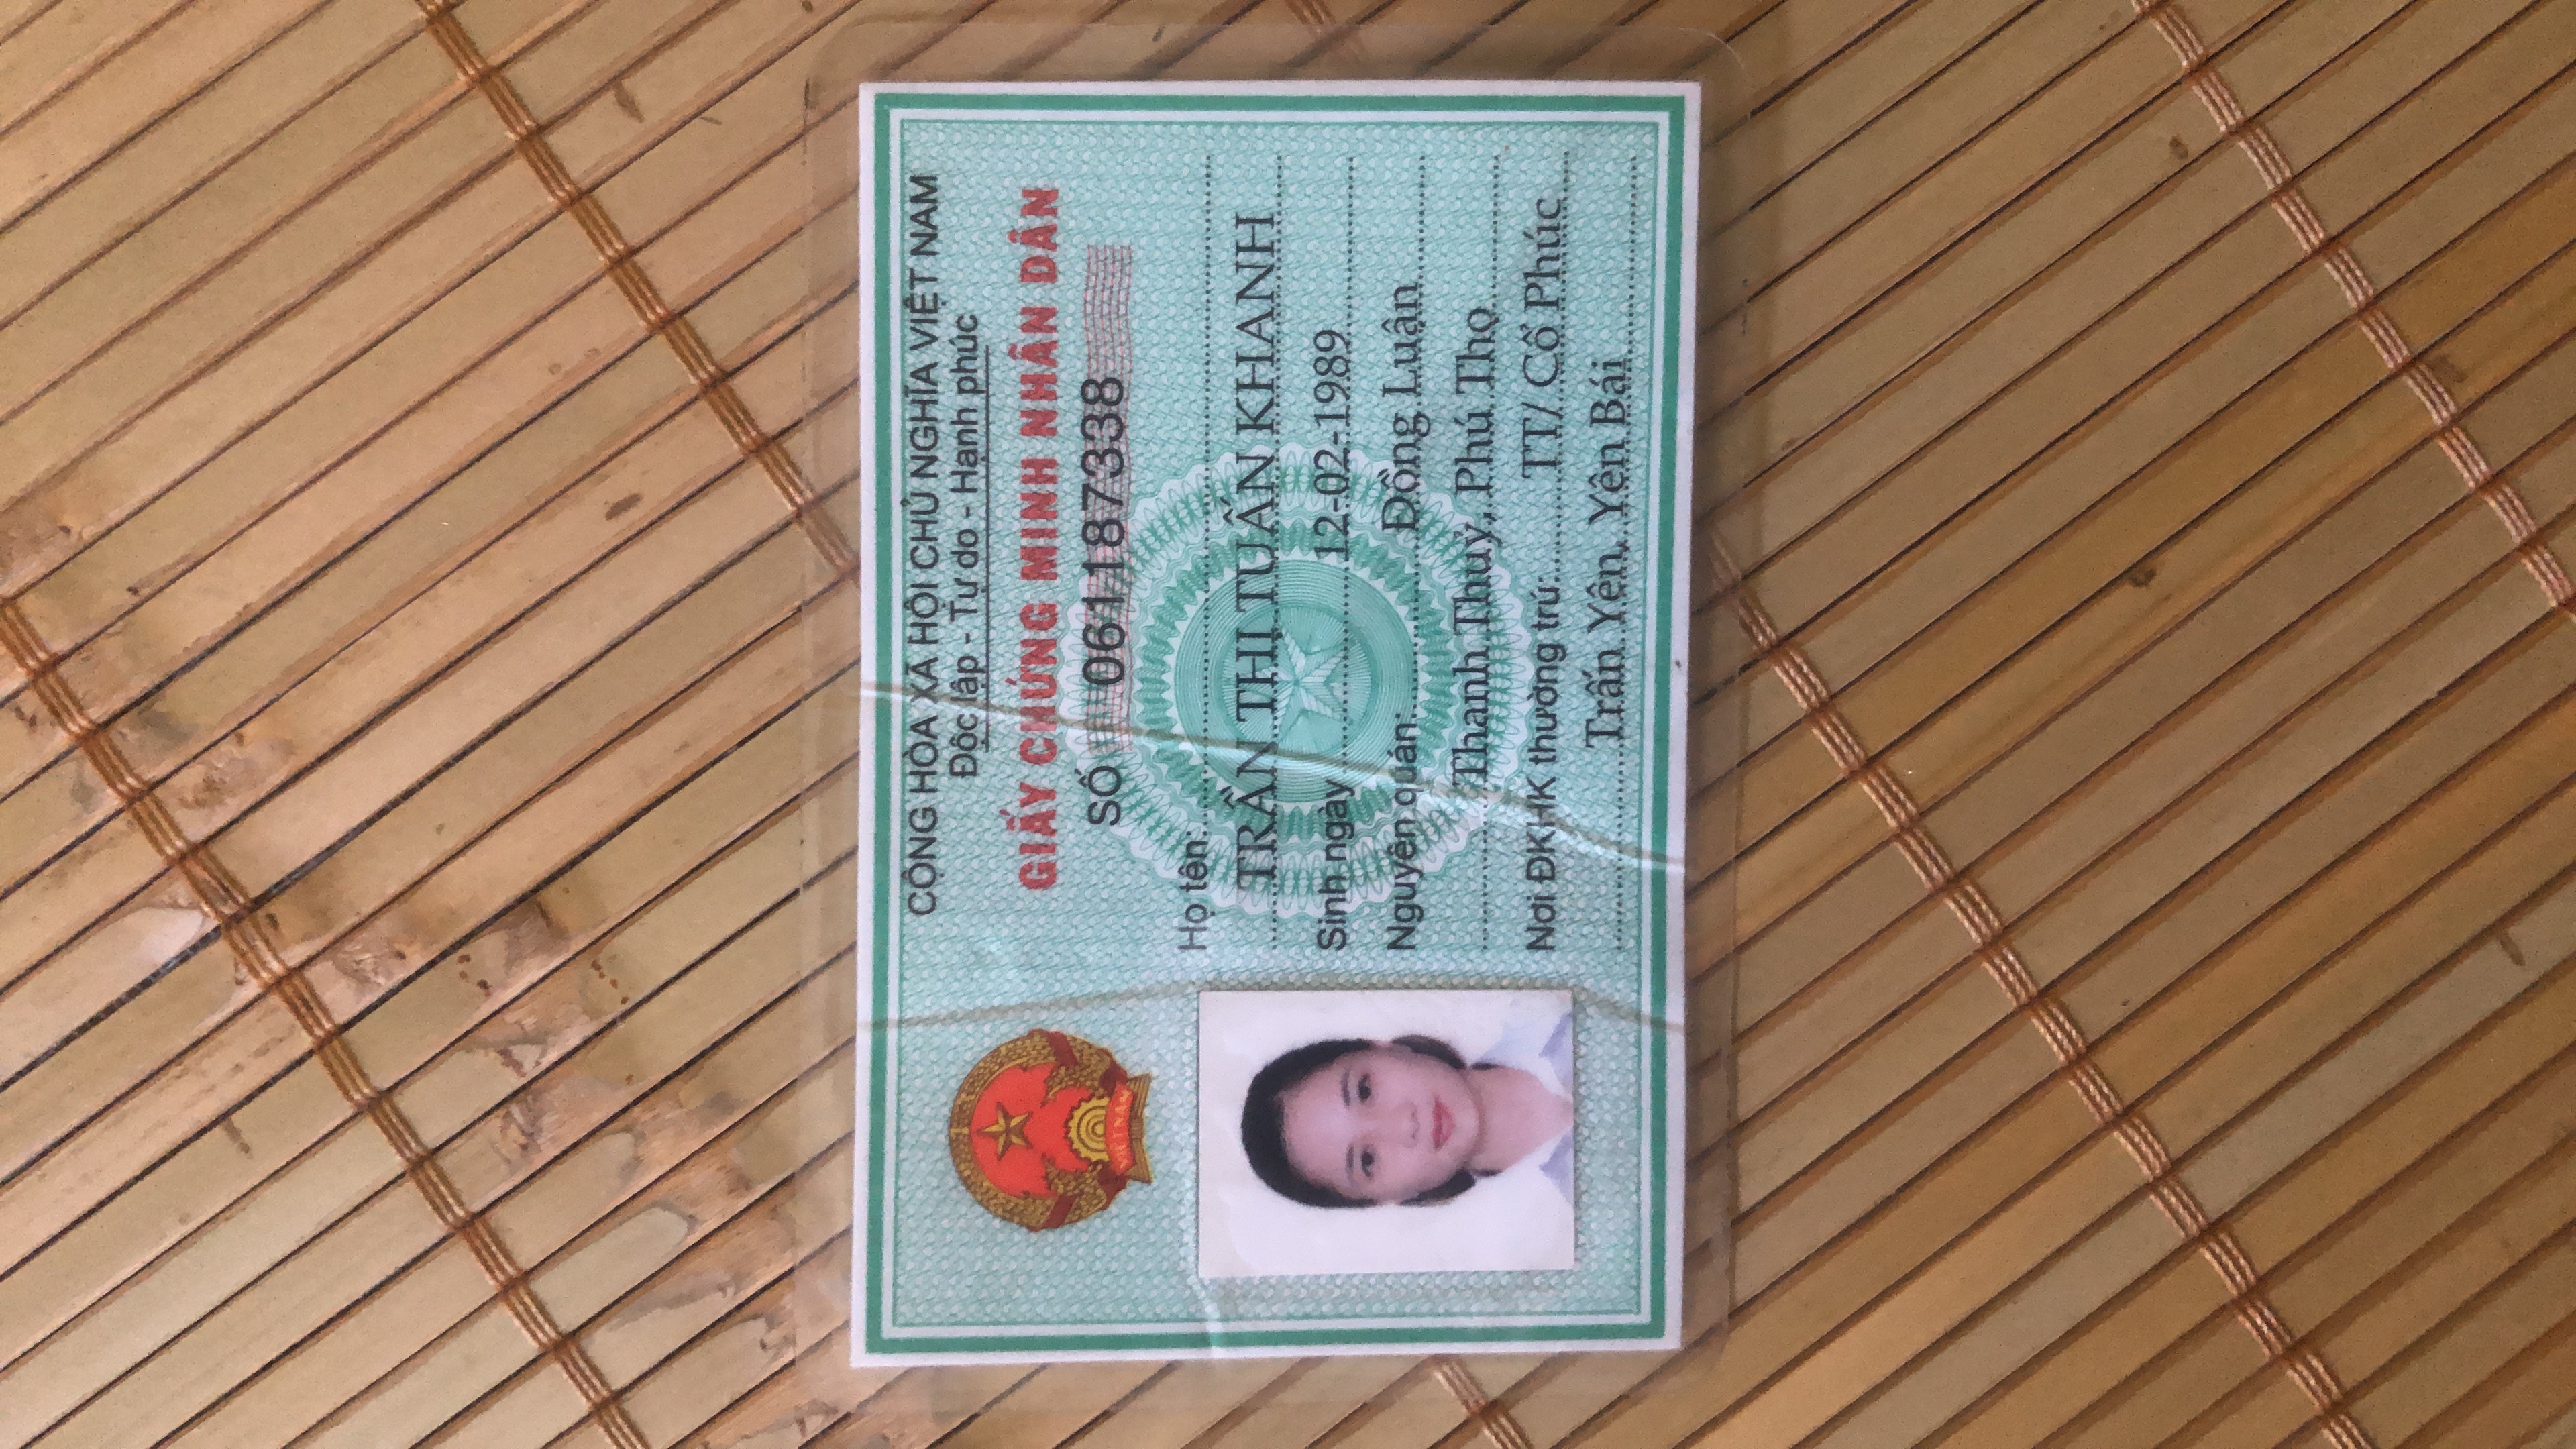 CỘNG HÒA XÃ HỘI CHỦ NGHĨA VIỆT NAM
Độc lập - Tự do - Hạnh phúc
GIẤY CHỨNG MINH NHÂN DÂN
SỐ 061187338
VIETNAM
Họ tên:
TRẦN THỊ TUẤN KHANH
Sinh ngày 12-02-1989
Nguyên quán: Đồng Luận
Thanh Thuỷ, Phú Thọ
Nơi ĐKHK thường trú: TT/ Cổ Phúc
Trấn Yên, Yên Bái